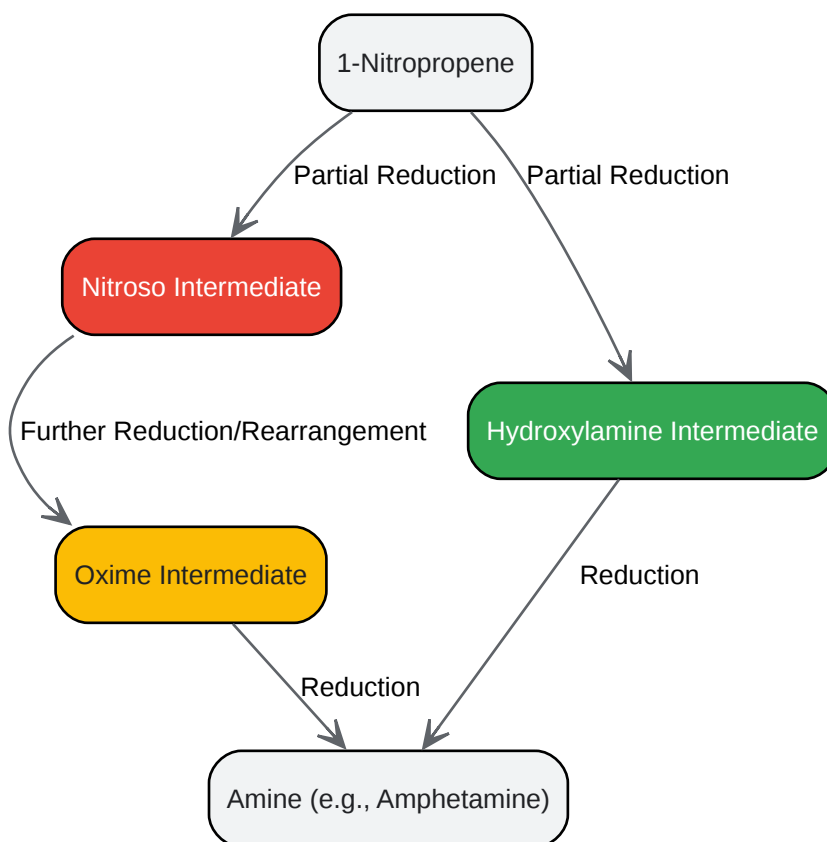 1-Nitropropene
Partial Reduction
Partial Reduction
Nitroso Intermediate
Further Reduction/Rearrangement
Hydroxylamine Intermediate
Oxime Intermediate
Reduction
Reduction
Amine (e.g., Amphetamine)